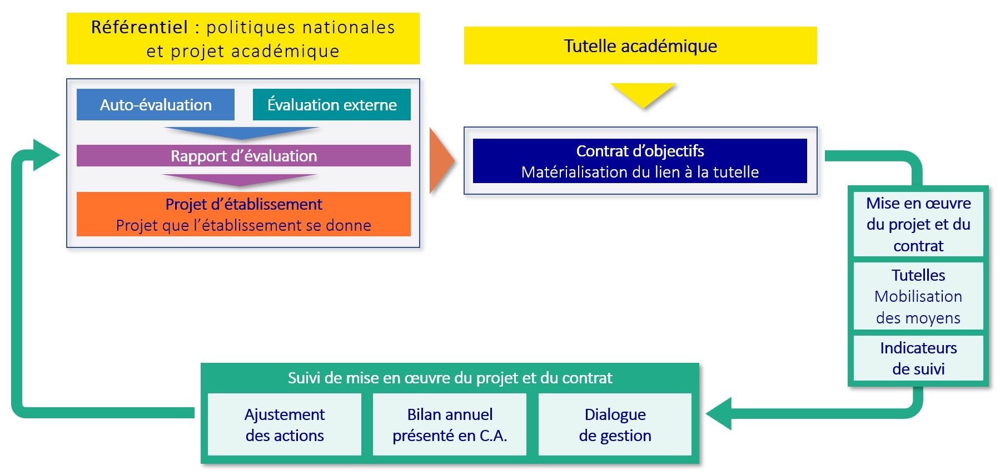 Référentiel : politiques nationales
et projet académique
Auto-évaluation
Évaluation externe
Rapport d’évaluation
Projet d’établissement
Projet que l’établissement se donne
Tutelle académique
Contrat d’objectifs
Matérialisation du lien à la tutelle
Mise en œuvre
du projet et du
contrat
Tutelles
Mobilisation
des moyens
Indicateurs
de suivi
Suivi de mise en œuvre du projet et du contrat
Ajustement
des actions
Bilan annuel
présenté en C.A.
Dialogue
de gestion